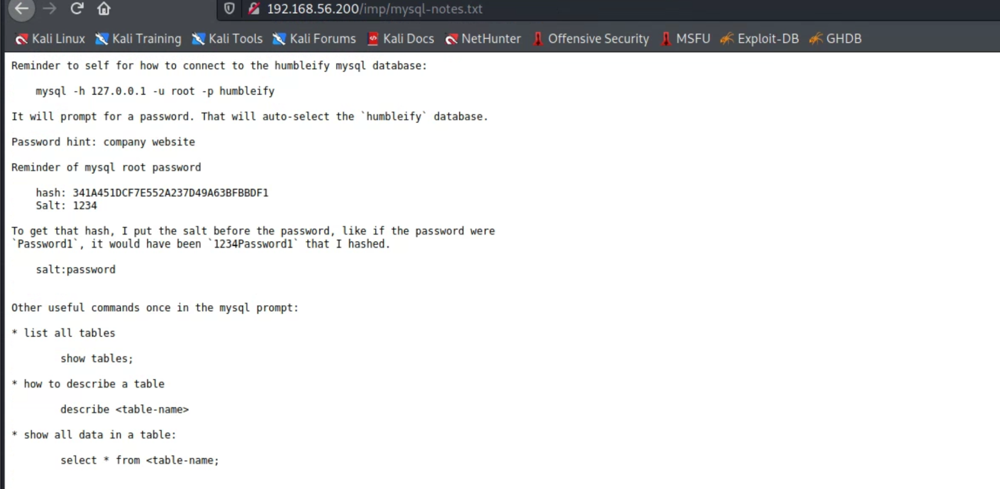 192.168.56.200/imp/mysql-notes.txt
Kali Linux Kali Training Kali Tools Kali Forums Kali Docs NetHunter Offensive Security MSFU Exploit-DB GHDB
Reminder to self for how to connect to the humbleify mysql database:
mysql -h 127.0.0.1 -u root -p humbleify
It will prompt for a password. That will auto-select the `humbleify` database.
Password hint: company website
Reminder of mysql root password
hash: 341A451DCF7E552A237D49A63BFBBDF1
Salt: 1234
To get that hash, I put the salt before the password, like if the password were
`Password1`, it would have been `1234Password1` that I hashed.
salt:password
Other useful commands once in the mysql prompt:
* list all tables
show tables;
* how to describe a table
describe <table-name>
* show all data in a table:
select * from <table-name;